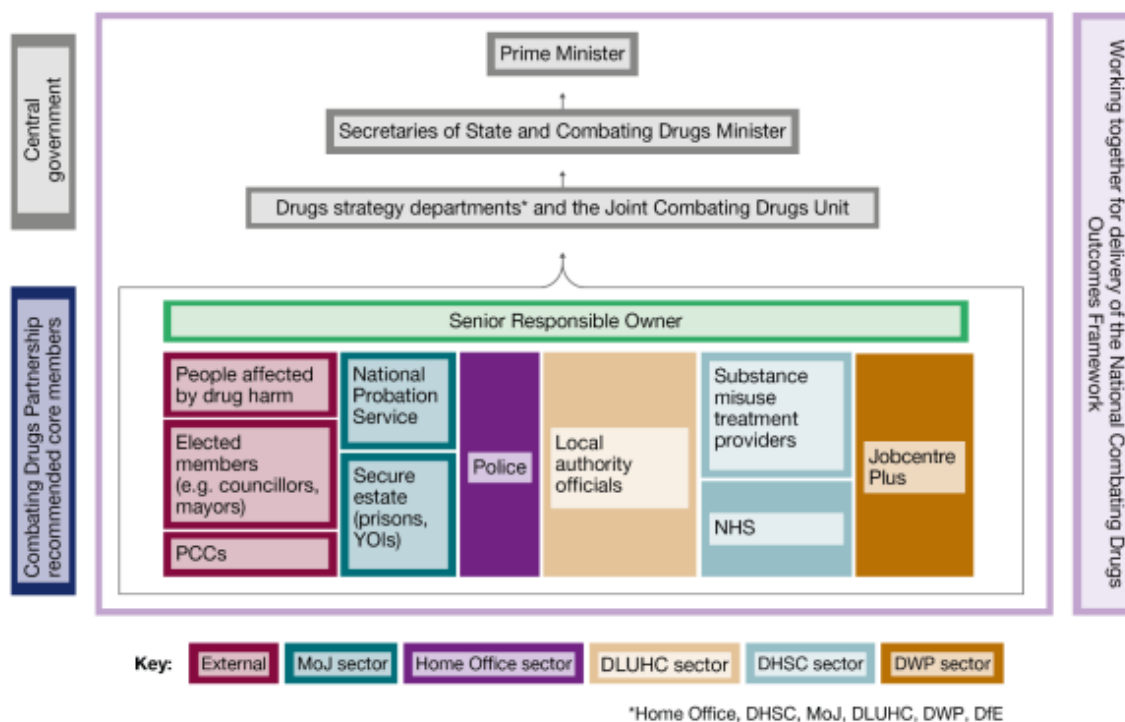 Central
government
Prime Minister
Secretaries of State and Combating Drugs Minister
Drugs strategy departments* and the Joint Combating Drugs Unit
Combating Drugs Partnership
recommended core members
Senior Responsible Owner
People affected
by drug harm
Elected
members
(e.g. councillors,
mayors)
PCCs
National
Probation
Service
Secure
estate
(prisons,
YOIs)
Police
Local
authority
officials
Substance
misuse
treatment
providers
NHS
Jobcentre
Plus
Working together for delivery of the National Combating Drugs
Outcomes Framework
Key:
External
MoJ sector
Home Office sector
DLUHC sector
DHSC sector
DWP sector
*Home Office, DHSC, MoJ, DLUHC, DWP, DfE